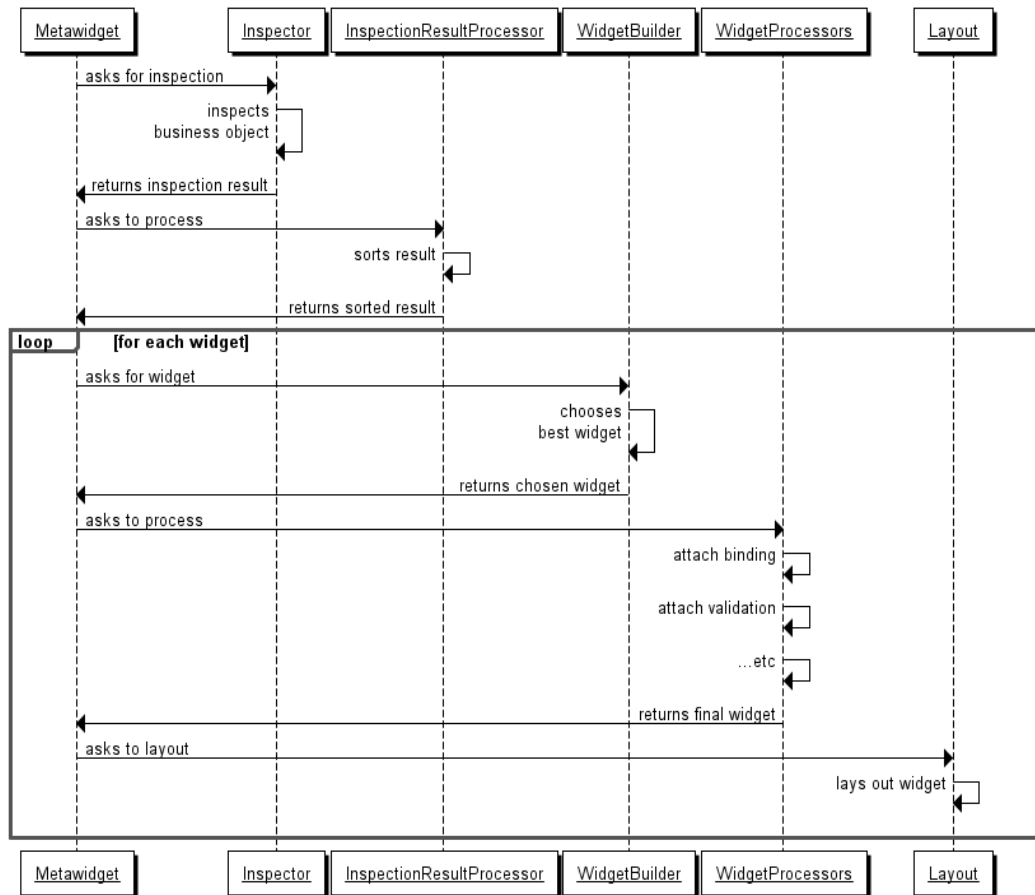 Metawidget Inspector InspectionResultProcessor WidgetBuilder WidgetProcessors Layout
asks for inspection
inspects
business object
returns inspection result
asks to process
sorts result
returns sorted result
loop [for each widget]
asks for widget
chooses
best widget
returns chosen widget
asks to process
attach binding
attach validation
...etc
returns final widget
asks to layout
lays out widget
Metawidget Inspector InspectionResultProcessor WidgetBuilder WidgetProcessors Layout